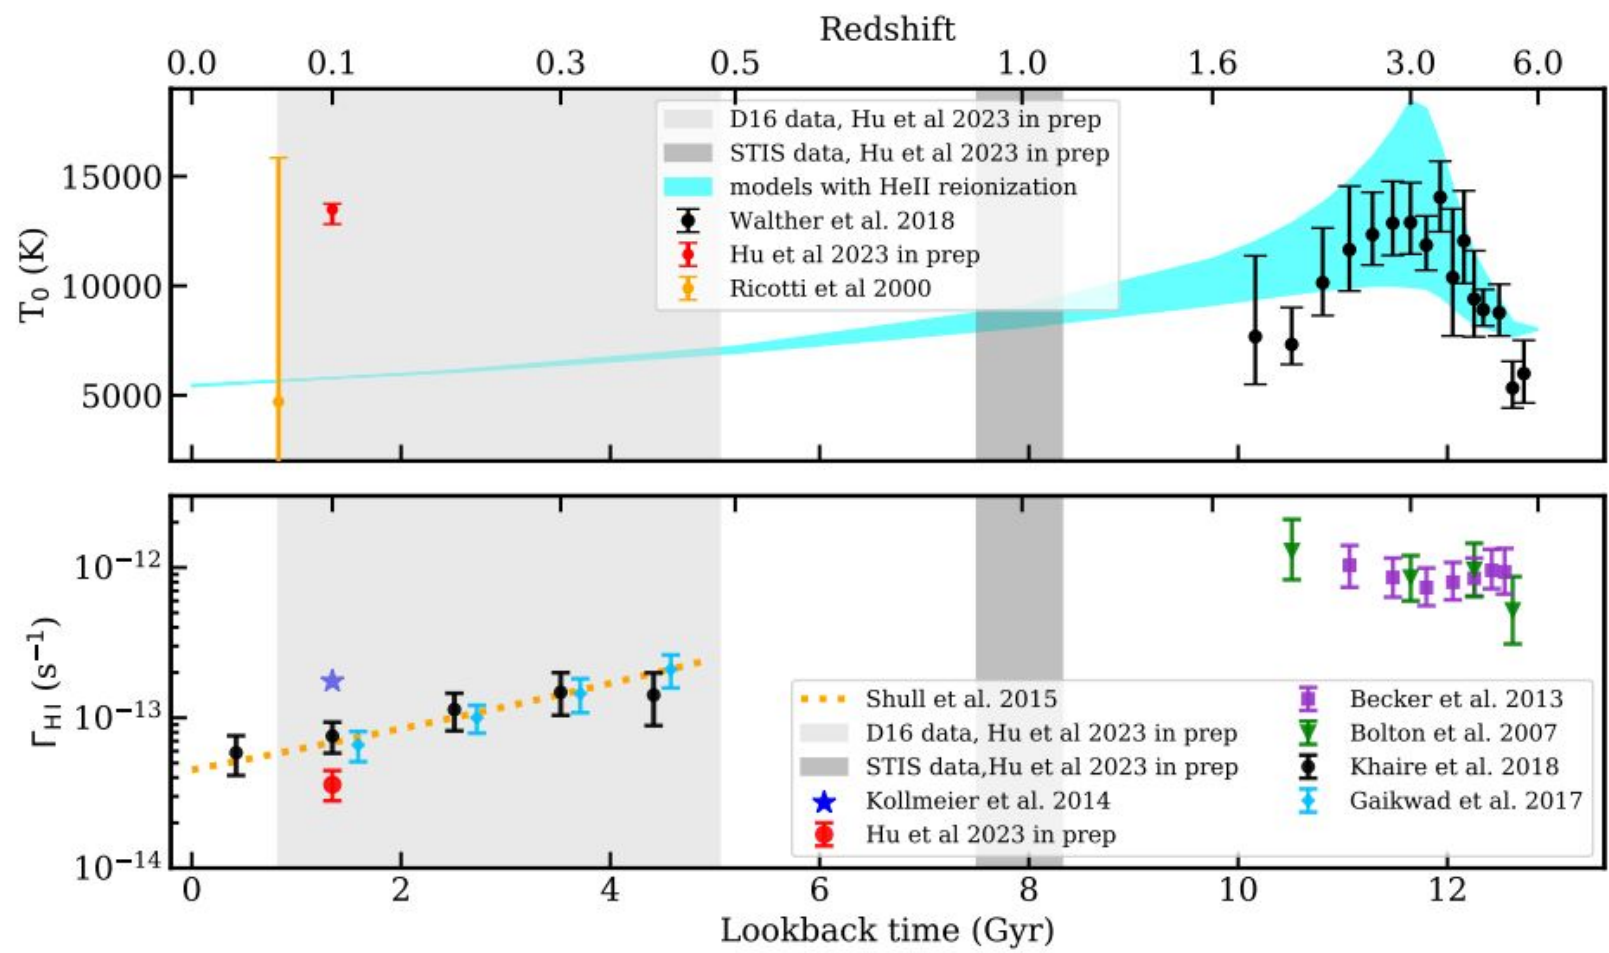 Redshift
0.0 0.1 0.3 0.5 1.0 1.6 3.0 6.0
D16 data, Hu et al 2023 in prep
STIS data, Hu et al 2023 in prep
models with HeII reionization
Walther et al. 2018
Hu et al 2023 in prep
Ricotti et al 2000
T₀ (K)
15000
10000
5000
Γ_HI (s⁻¹)
10⁻¹²
10⁻¹³
10⁻¹⁴
Shull et al. 2015
D16 data, Hu et al 2023 in prep
STIS data,Hu et al 2023 in prep
Kollmeier et al. 2014
Hu et al 2023 in prep
Becker et al. 2013
Bolton et al. 2007
Khaire et al. 2018
Gaikwad et al. 2017
0 2 4 6 8 10 12
Lookback time (Gyr)